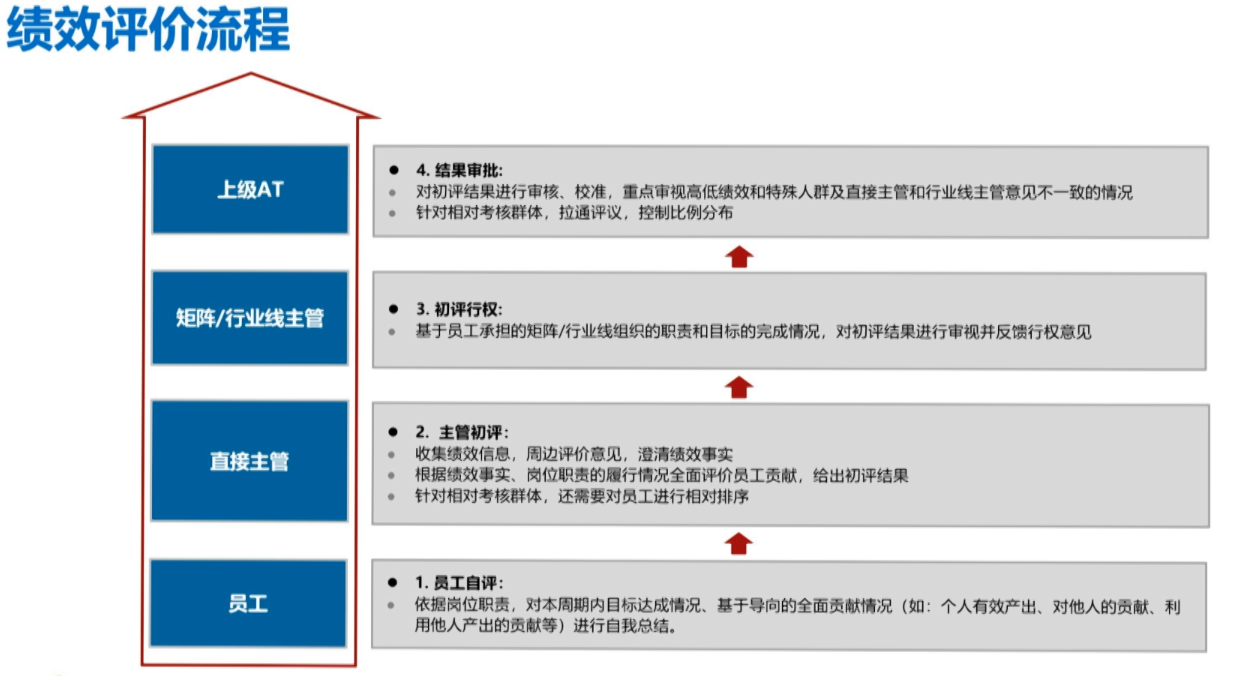 绩效评价流程
上级AT
● 4. 结果审批:
● 对初评结果进行审核、校准，重点审视高低绩效和特殊人群及直接主管和行业线主管意见不一致的情况
● 针对相对考核群体，拉通评议，控制比例分布
矩阵/行业线主管
● 3. 初评行权:
● 基于员工承担的矩阵/行业线组织的职责和目标的完成情况，对初评结果进行审视并反馈行权意见
直接主管
● 2. 主管初评：
● 收集绩效信息，周边评价意见，澄清绩效事实
● 根据绩效事实、岗位职责的履行情况全面评价员工贡献，给出初评结果
● 针对相对考核群体，还需要对员工进行相对排序
员工
● 1. 员工自评：
● 依据岗位职责，对本周期内目标达成情况、基于导向的全面贡献情况（如：个人有效产出、对他人的贡献、利
用他人产出的贡献等）进行自我总结。